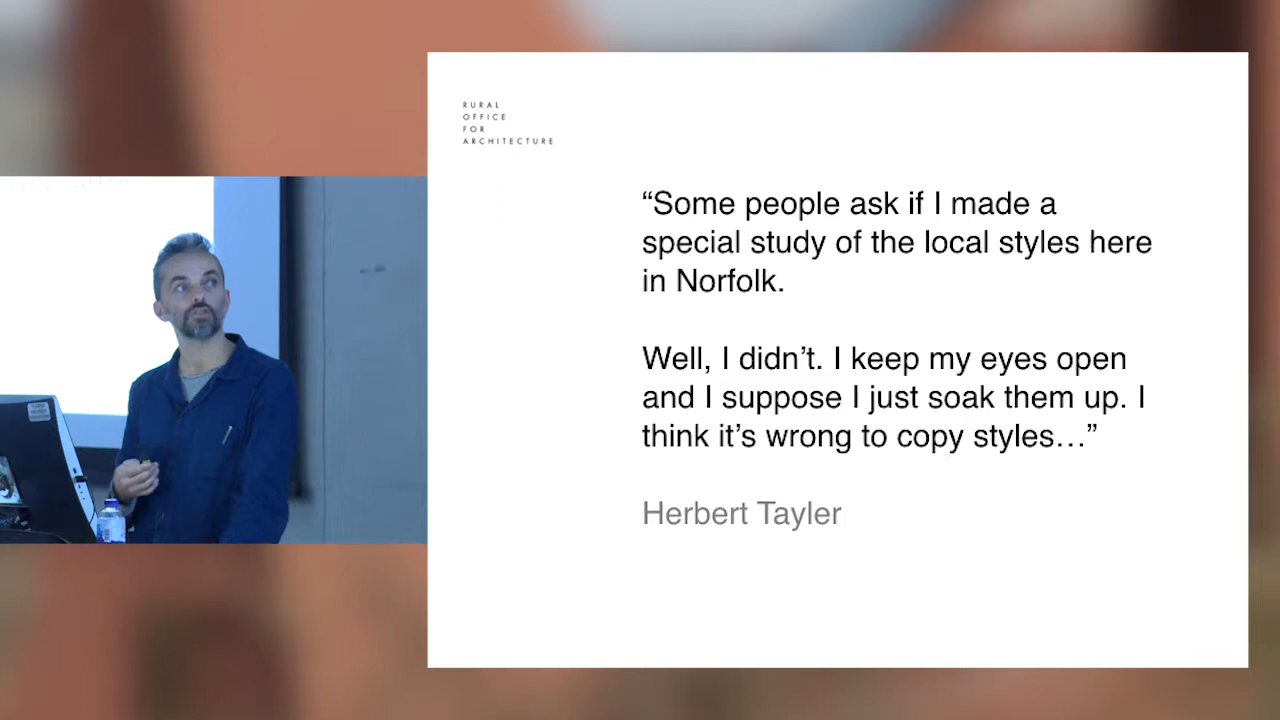 RURAL
OFFICE
FOR
ARCHITECTURE
“Some people ask if I made a
special study of the local styles here
in Norfolk.
Well, I didn’t. I keep my eyes open
and I suppose I just soak them up. I
think it’s wrong to copy styles…”
Herbert Tayler